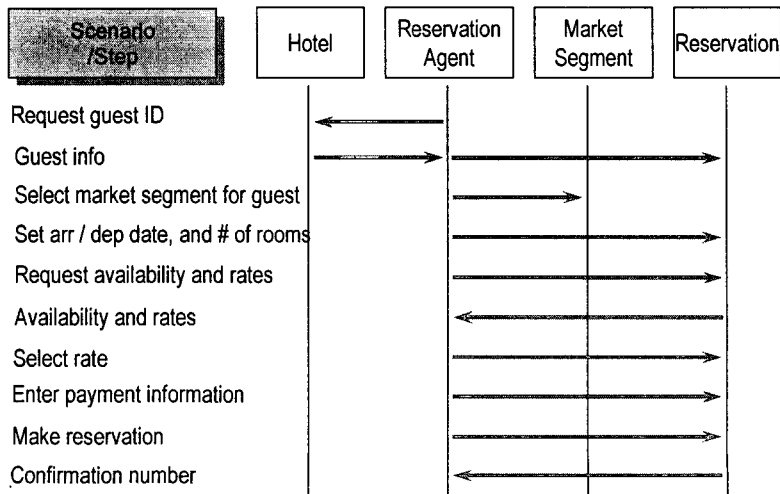 Scenado
/Step
Hotel
Reservation
Agent
Market
Segment
Reservation
Request guest ID
Guest info
Select market segment for guest
Set arr / dep date, and # of rooms
Request availability and rates
Availability and rates
Select rate
Enter payment information
Make reservation
Confirmation number